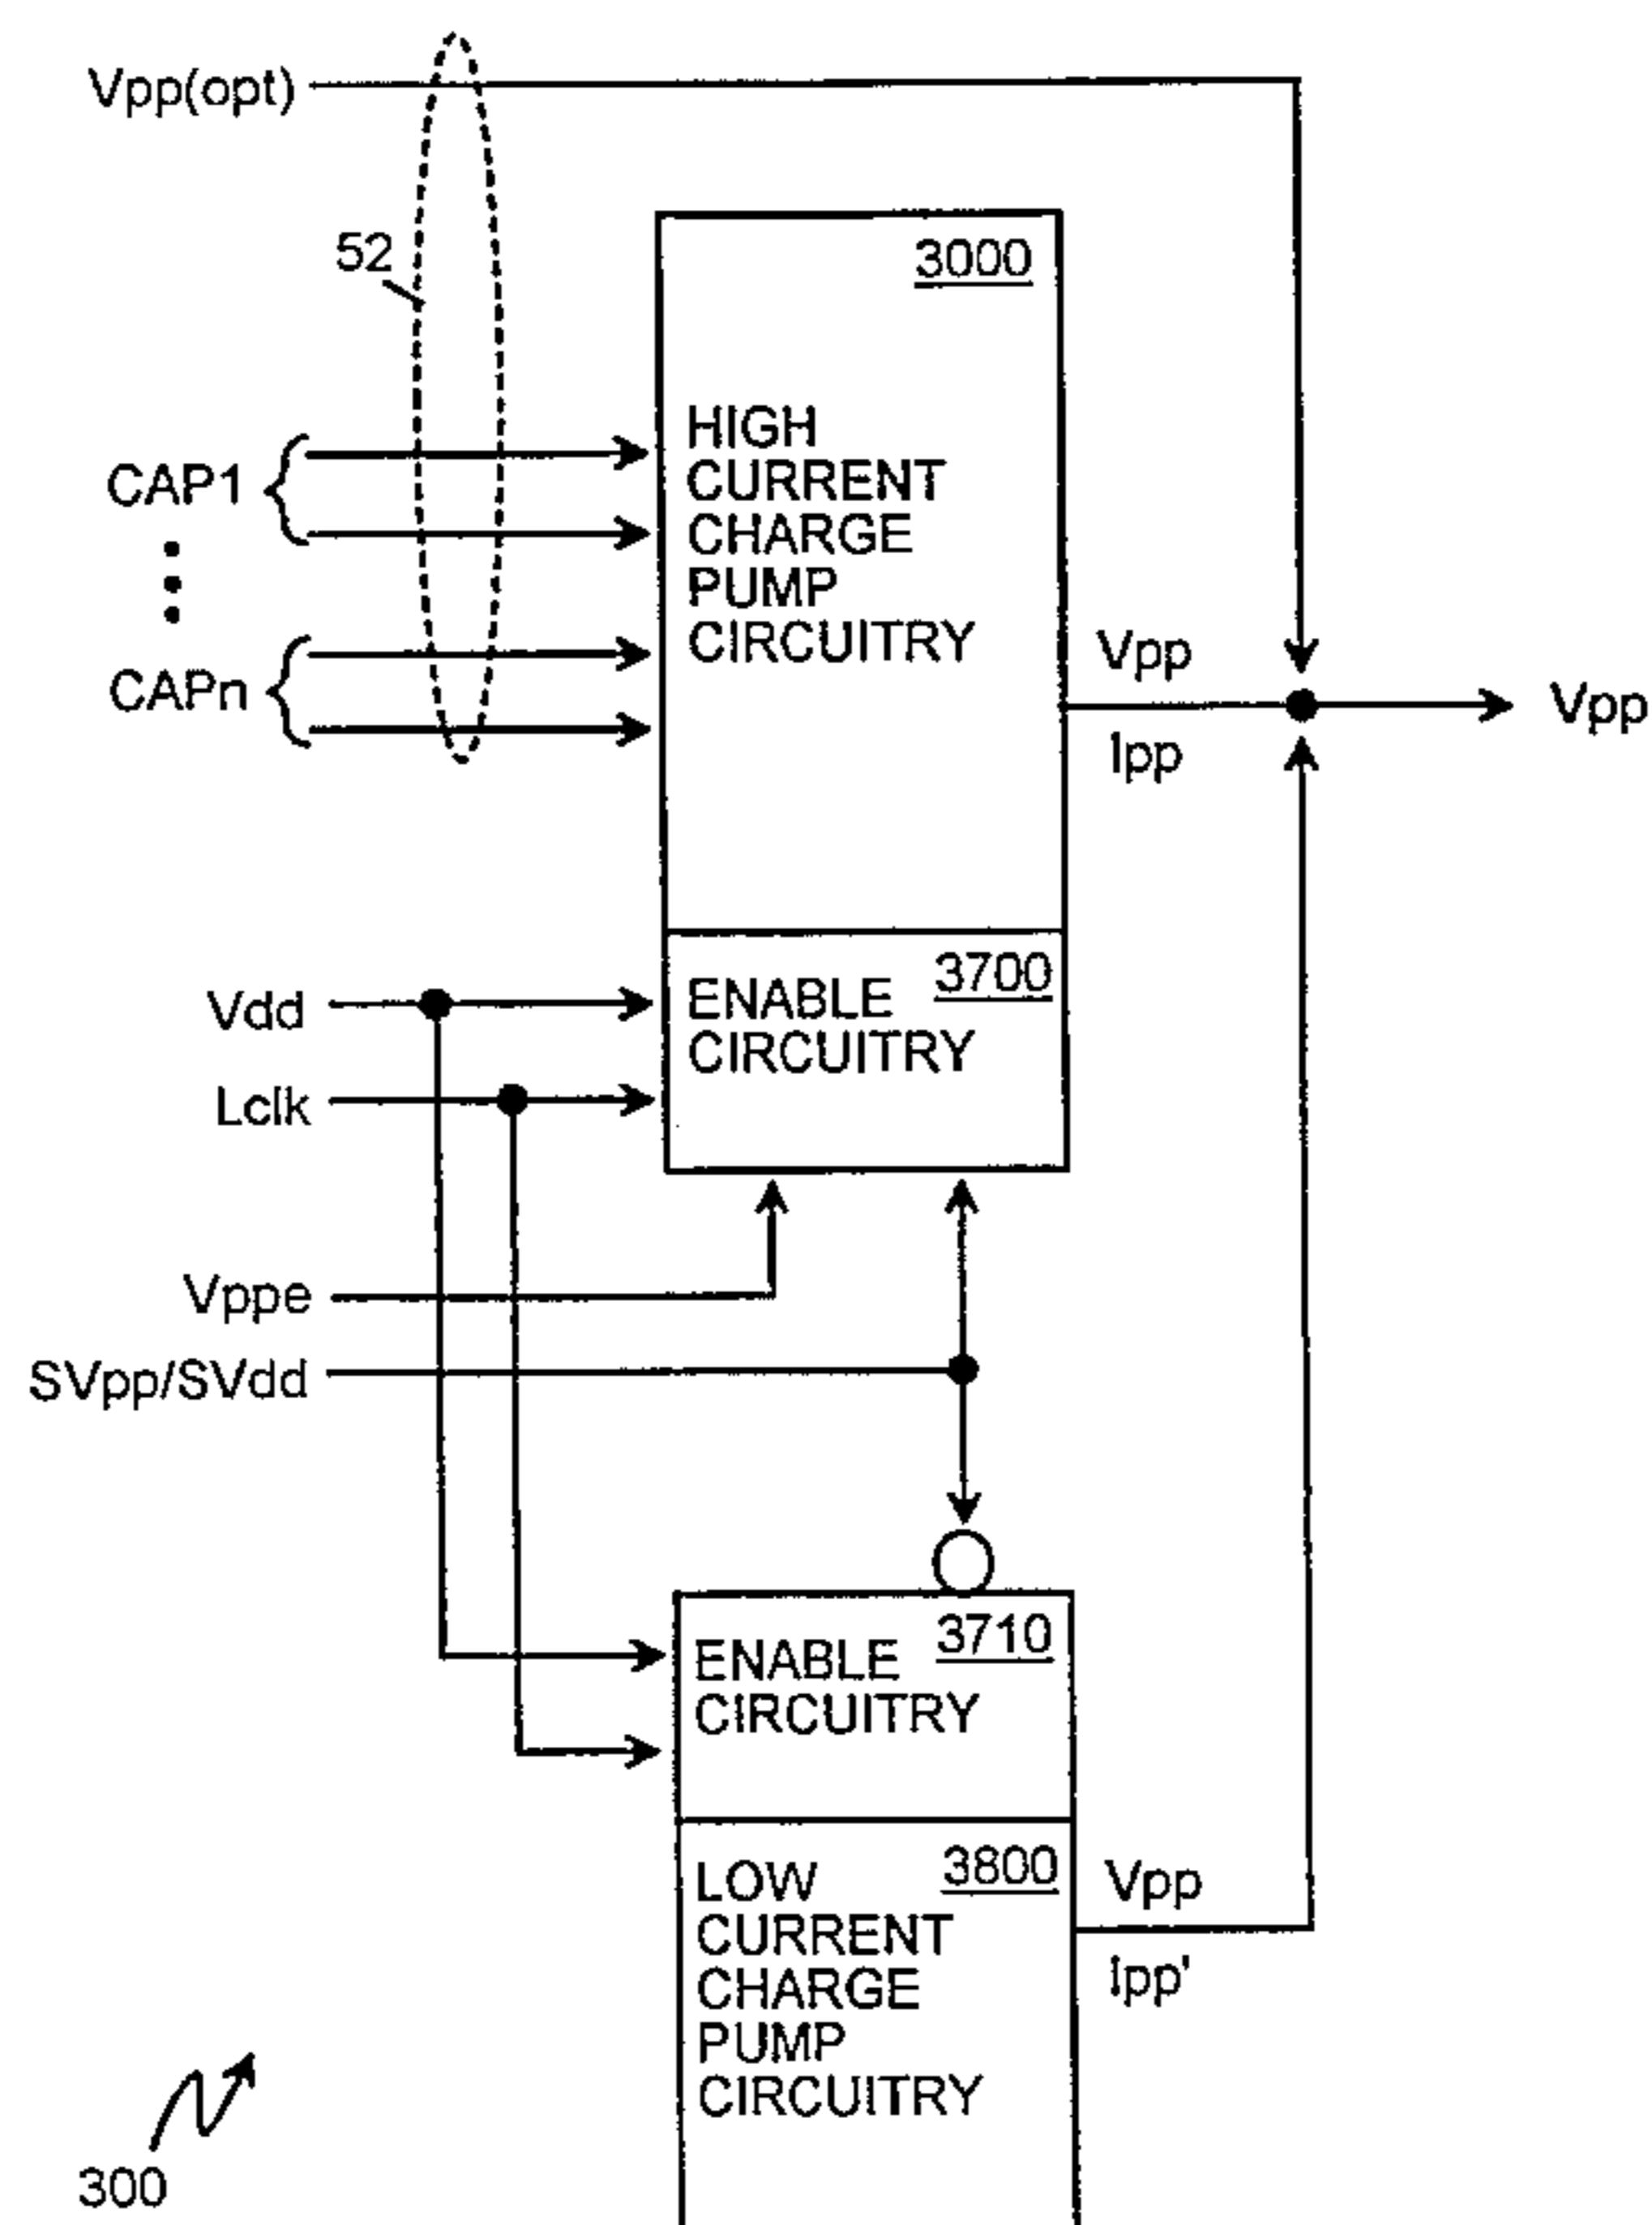 Vpp(opt)
52
3000
HIGH
CURRENT
CHARGE
PUMP
CIRCUITRY
CAP1
CAPn
Vpp
Ipp
Vpp
3700
ENABLE
CIRCUITRY
Vdd
Lclk
Vppe
SVpp/SVdd
3710
ENABLE
CIRCUITRY
3800
LOW
CURRENT
CHARGE
PUMP
CIRCUITRY
Vpp
Ipp'
300